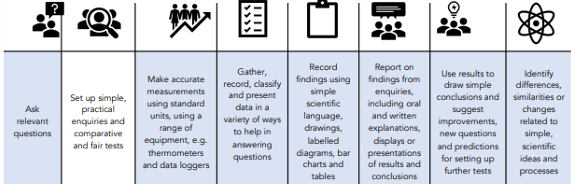 ?
Ask
relevant
questions
Set up simple,
practical
enquiries and
comparative
and fair tests
Make accurate
measurements
using standard
units, using a
range of
equipment, e.g.
thermometers
and data loggers
Gather,
record, classify
and present
data in a
variety of ways
to help in
answering
questions
Record
findings using
simple
scientific
language,
drawings,
labelled
diagrams, bar
charts and
tables
Report on
findings from
enquiries,
including oral
and written
explanations,
displays or
presentations
of results and
conclusions
Use results to
draw simple
conclusions and
suggest
improvements,
new questions
and predictions
for setting up
further tests
Identify
differences,
similarities or
changes
related to
simple,
scientific
ideas and
processes